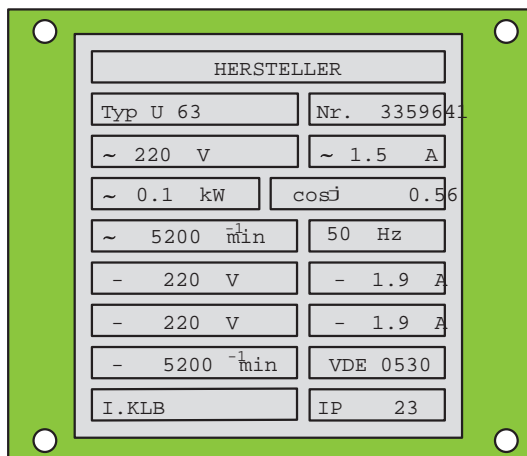 HERSTELLER
Typ U 63 Nr. 3359641
~ 220 V ~ 1.5 A
~ 0.1 kW cosj 0.56
~ 5200 min⁻¹ 50 Hz
- 220 V - 1.9 A
- 220 V - 1.9 A
- 5200 min⁻¹ VDE 0530
I.KLB IP 23